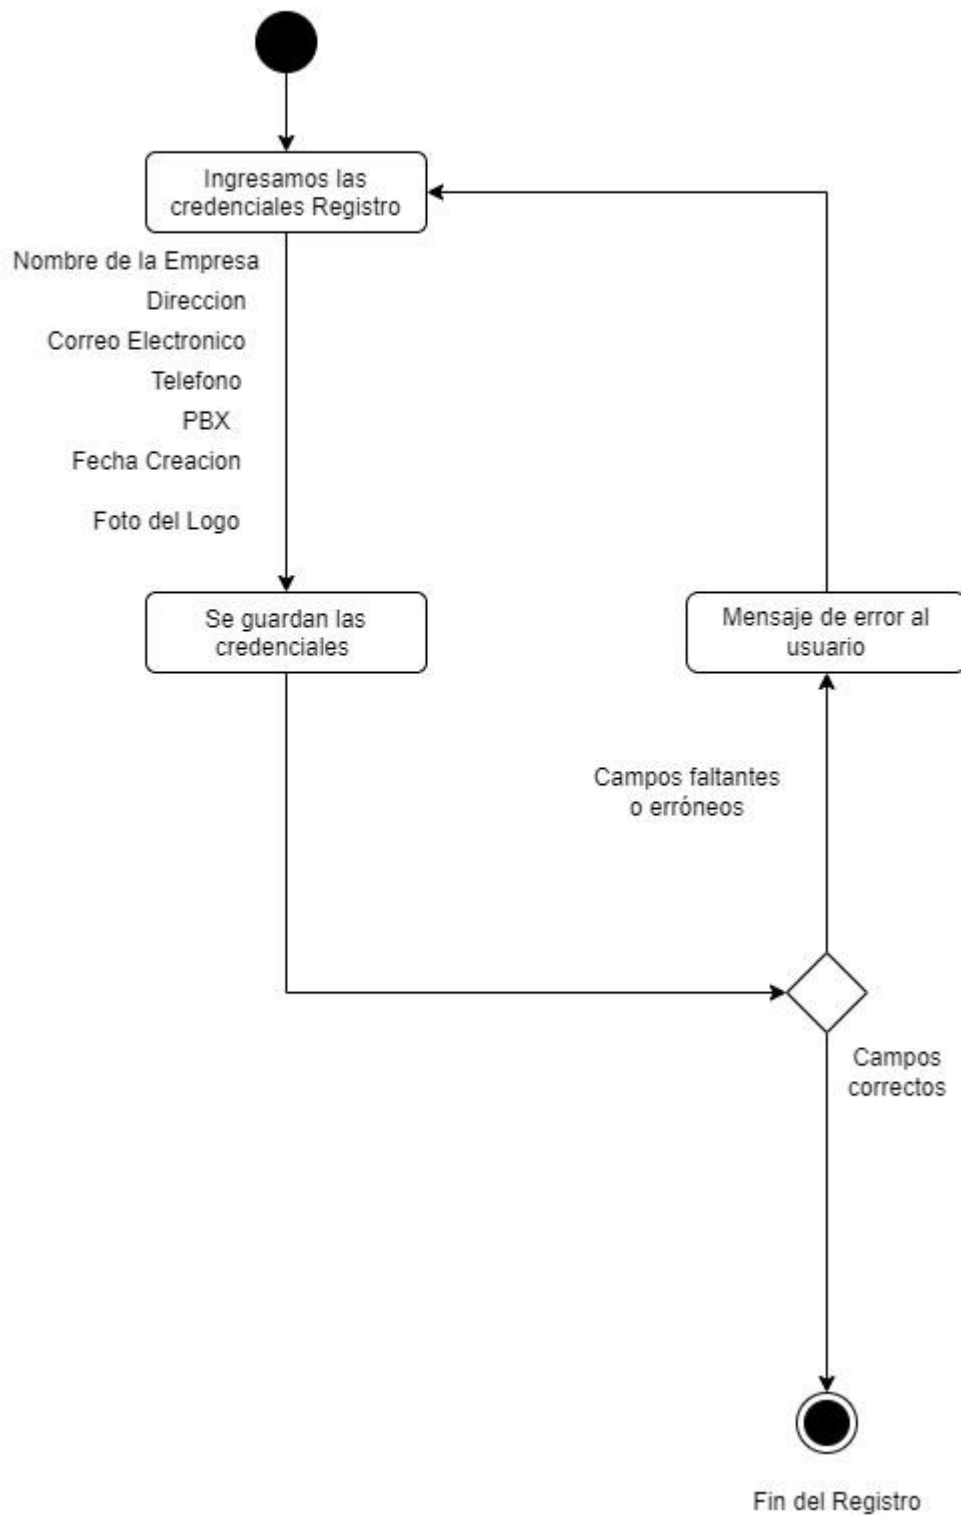 Ingresamos las
credenciales Registro
Nombre de la Empresa
Direccion
Correo Electronico
Telefono
PBX
Fecha Creacion
Foto del Logo
Se guardan las
credenciales
Mensaje de error al
usuario
Campos faltantes
o erróneos
Campos
correctos
Fin del Registro